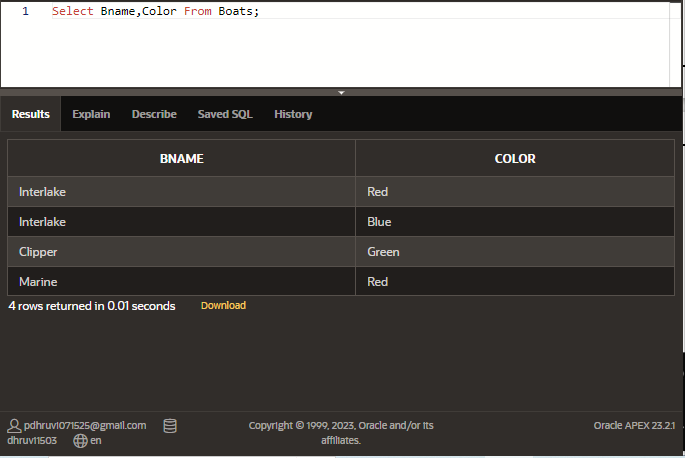 1 Select Bname,Color From Boats;
Results Explain Describe Saved SQL History
BNAME COLOR
Interlake Red
Interlake Blue
Clipper Green
Marine Red
4 rows returned in 0.01 seconds Download
pdhruv1071525@gmail.com
dhruv11503 en
Copyright © 1999, 2023, Oracle and/or its
affiliates.
Oracle APEX 23.2.1